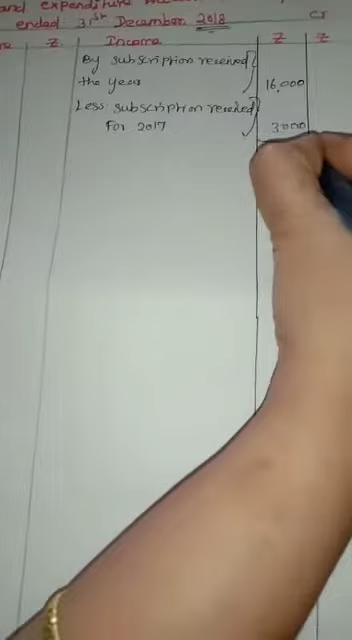 and expenditure
ended 31st December 2018 Cr
Income
By subscription received
the year 16,000
Less subscription received
For 2017 3000